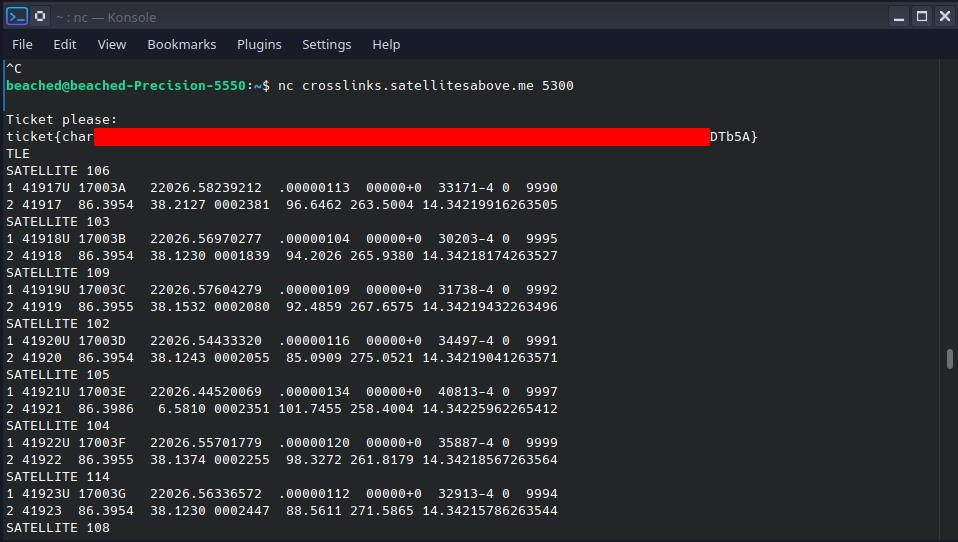 ~ : nc — Konsole
File Edit View Bookmarks Plugins Settings Help
^C
beached@beached-Precision-5550:~$ nc crosslinks.satellitesabove.me 5300
Ticket please:
ticket{char DTb5A}
TLE
SATELLITE 106
1 41917U 17003A   22026.58239212  .00000113  00000+0  33171-4 0  9990
2 41917  86.3954  38.2127 0002381  96.6462 263.5004 14.34219916263505
SATELLITE 103
1 41918U 17003B   22026.56970277  .00000104  00000+0  30203-4 0  9995
2 41918  86.3954  38.1230 0001839  94.2026 265.9380 14.34218174263527
SATELLITE 109
1 41919U 17003C   22026.57604279  .00000109  00000+0  31738-4 0  9992
2 41919  86.3955  38.1532 0002080  92.4859 267.6575 14.34219432263496
SATELLITE 102
1 41920U 17003D   22026.54433320  .00000116  00000+0  34497-4 0  9991
2 41920  86.3954  38.1243 0002055  85.0909 275.0521 14.34219041263571
SATELLITE 105
1 41921U 17003E   22026.44520069  .00000134  00000+0  40813-4 0  9997
2 41921  86.3986   6.5810 0002351 101.7455 258.4004 14.34225962265412
SATELLITE 104
1 41922U 17003F   22026.55701779  .00000120  00000+0  35887-4 0  9999
2 41922  86.3955  38.1374 0002255  98.3272 261.8179 14.34218567263564
SATELLITE 114
1 41923U 17003G   22026.56336572  .00000112  00000+0  32913-4 0  9994
2 41923  86.3954  38.1230 0002447  88.5611 271.5865 14.34215786263544
SATELLITE 108